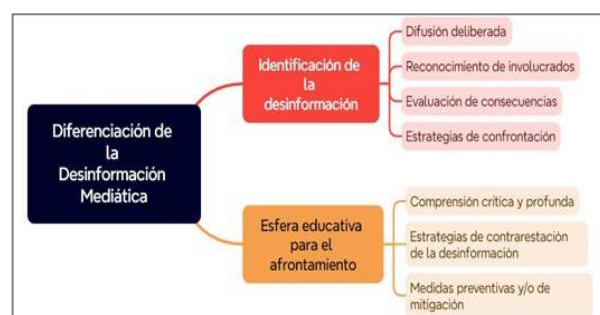 Diferenciación de
la
Desinformación
Mediática
Identificación de
la
desinformación
Difusión deliberada
Reconocimiento de involucrados
Evaluación de consecuencias
Estrategias de confrontación
Esfera educativa
para el
afrontamiento
Comprensión crítica y profunda
Estrategias de contrarestación
de la desinformación
Medidas preventivas y/o de
mitigación